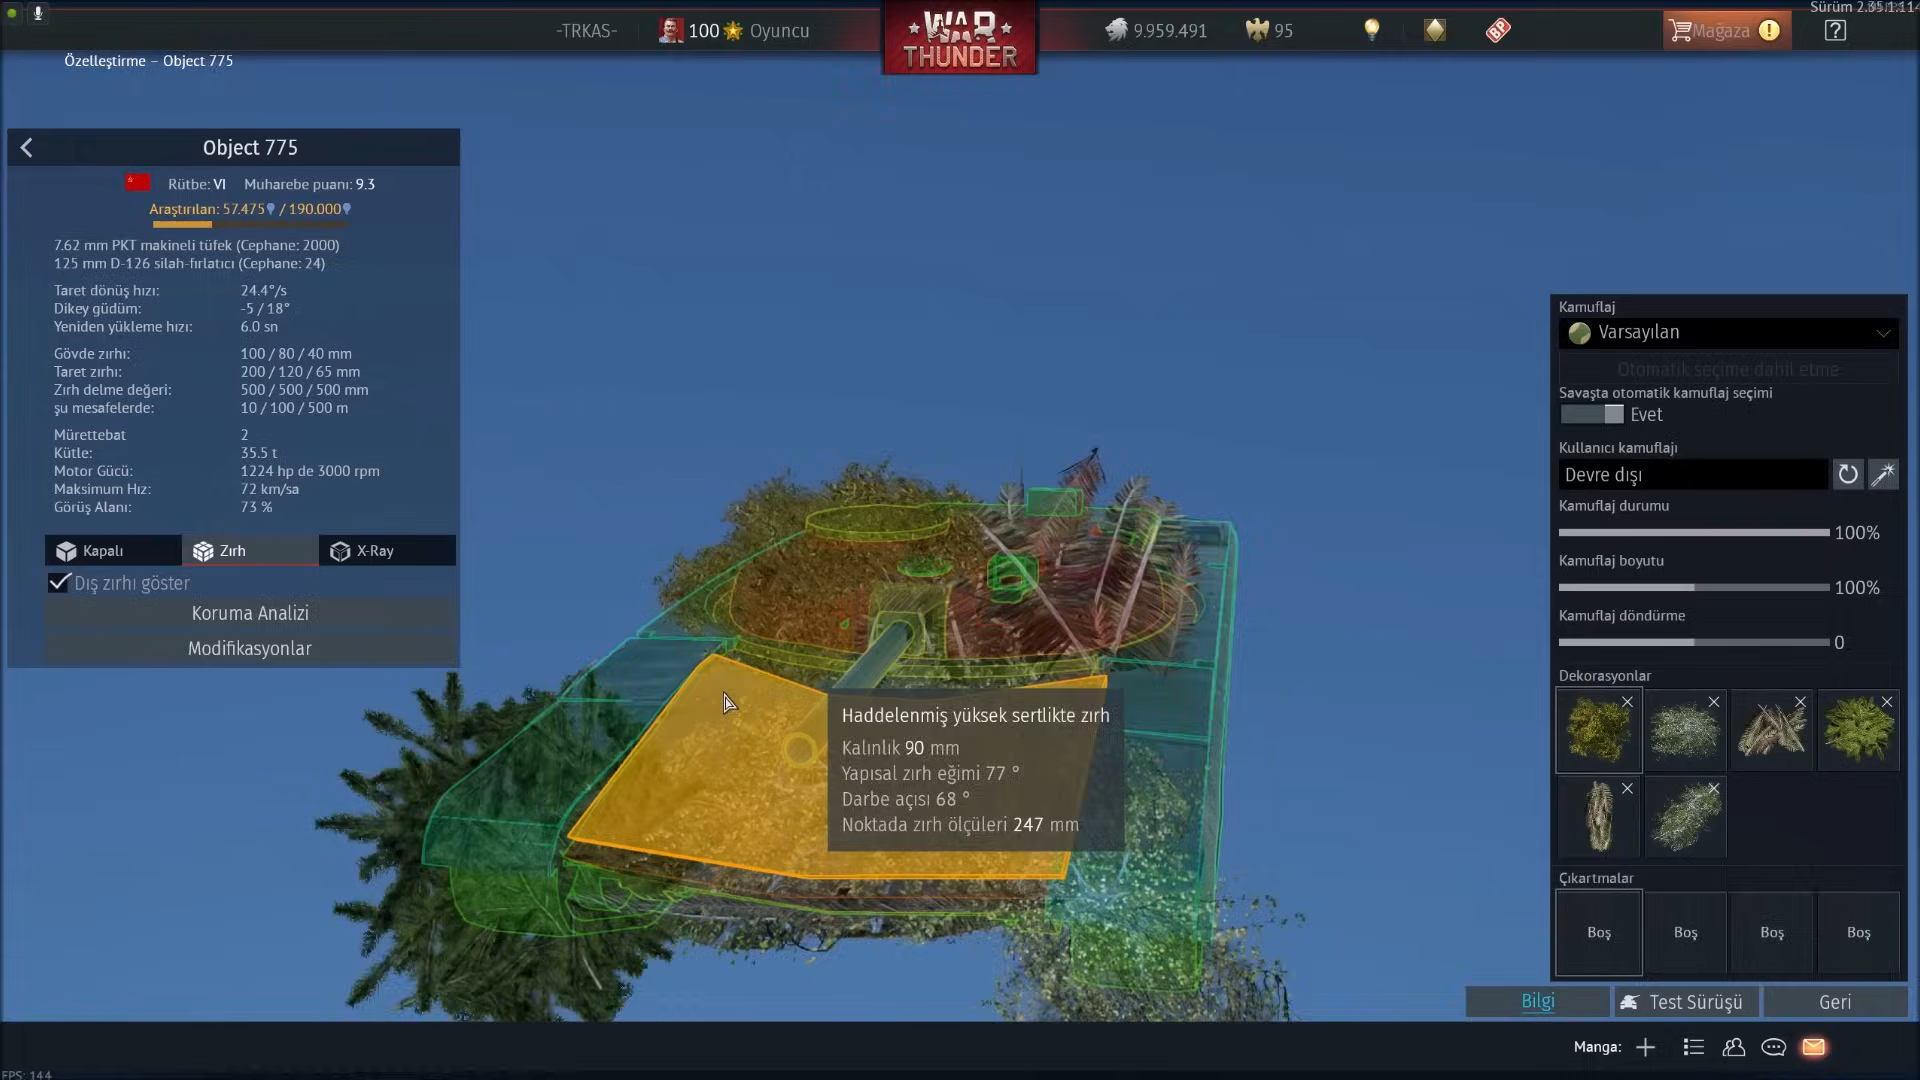 Sürüm 2.35.1.114
-TRKAS-
100 Oyuncu
WAR THUNDER
9.959.491
95
BP
Mağaza
Özelleştirme – Object 775
Object 775
Rütbe: VI Muharebe puanı: 9.3
Araştırılan: 57.475 / 190.000
7.62 mm PKT makineli tüfek (Cephane: 2000)
125 mm D-126 silah-fırlatıcı (Cephane: 24)
Taret dönüş hızı: 24.4°/s
Dikey güdüm: -5 / 18°
Yeniden yükleme hızı: 6.0 sn
Gövde zırhı: 100 / 80 / 40 mm
Taret zırhı: 200 / 120 / 65 mm
Zırh delme değeri: 500 / 500 / 500 mm
şu mesafelerde: 10 / 100 / 500 m
Mürettebat 2
Kütle: 35.5 t
Motor Gücü: 1224 hp de 3000 rpm
Maksimum Hız: 72 km/sa
Görüş Alanı: 73 %
Kapalı Zırh X-Ray
Dış zırhı göster
Koruma Analizi
Modifikasyonlar
Haddelenmiş yüksek sertlikte zırh
Kalınlık 90 mm
Yapısal zırh eğimi 77 °
Darbe açısı 68 °
Noktada zırh ölçüleri 247 mm
Kamuflaj
Varsayılan
Otomatik seçime dahil etme
Savaşta otomatik kamuflaj seçimi
Evet
Kullanıcı kamuflajı
Devre dışı
Kamuflaj durumu
100%
Kamuflaj boyutu
100%
Kamuflaj döndürme
0
Dekorasyonlar
Çıkartmalar
Boş Boş Boş Boş
Bilgi Test Sürüşü Geri
Manga:
FPS: 144